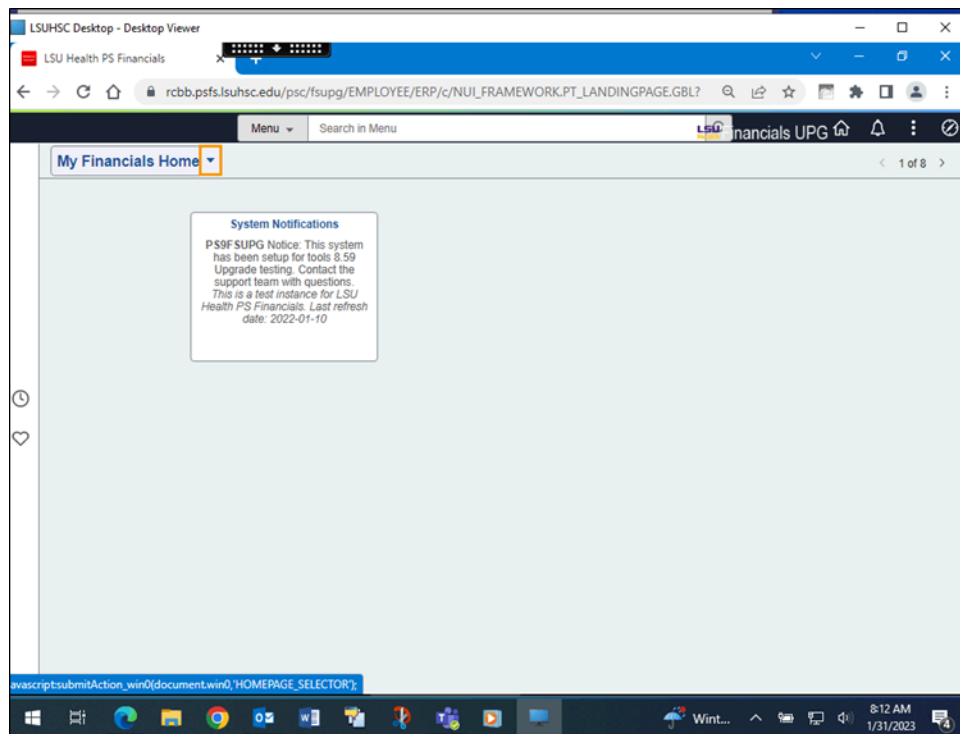 LSUHSC Desktop - Desktop Viewer
LSU Health PS Financials
rcbb.psfs.lsuhsc.edu/psc/fsupg/EMPLOYEE/ERP/c/NUI_FRAMEWORK.PT_LANDINGPAGE.GBL?
Menu Search in Menu LSU inancials UPG
My Financials Home 1 of 8
System Notifications
PS9FSUPG Notice: This system
has been setup for tools 8.59
Upgrade testing. Contact the
support team with questions.
This is a test instance for LSU
Health PS Financials. Last refresh
date: 2022-01-10
avascript:submitAction_win0(document.win0,'HOMEPAGE_SELECTOR');
Wint... 8:12 AM
1/31/2023
4